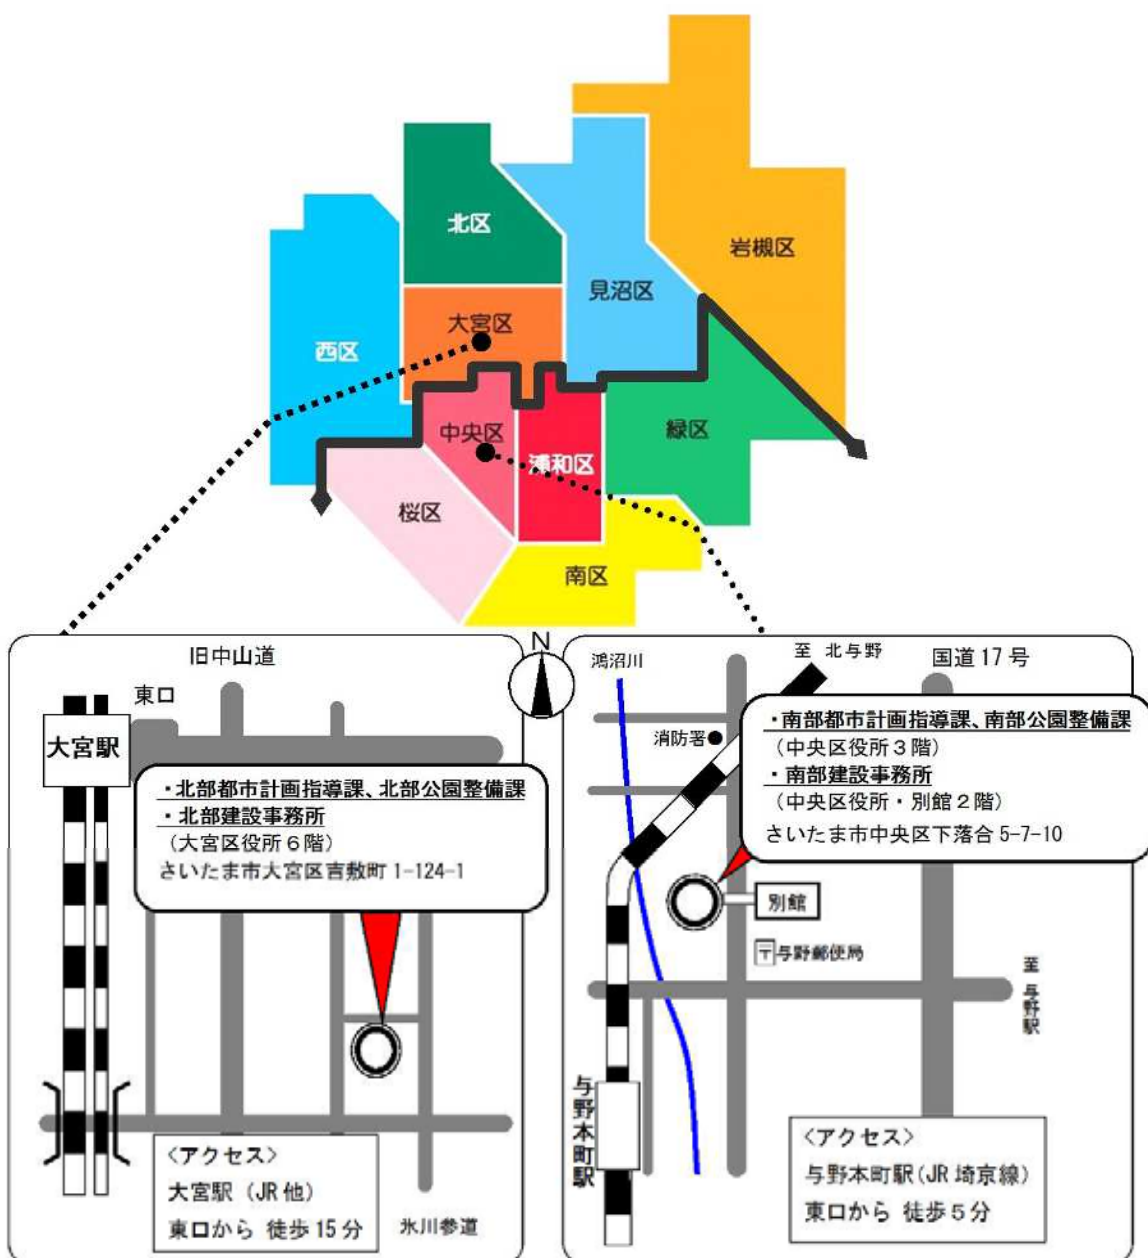 北区
岩槻区
見沼区
大宮区
西区
中央区
緑区
浦和区
桜区
南区
旧中山道
東口
大宮駅
・北部都市計画指導課、北部公園整備課
・北部建設事務所
（大宮区役所６階）
さいたま市大宮区吉敷町 1-124-1
〈アクセス〉
大宮駅（JR 他）
東口から 徒歩 15 分
氷川参道
N
鴻沼川
至 北与野
国道 17 号
消防署
・南部都市計画指導課、南部公園整備課
（中央区役所３階）
・南部建設事務所
（中央区役所・別館２階）
さいたま市中央区下落合 5-7-10
別館
〒与野郵便局
至 与野駅
与野本町駅
〈アクセス〉
与野本町駅（JR 埼京線）
東口から 徒歩５分